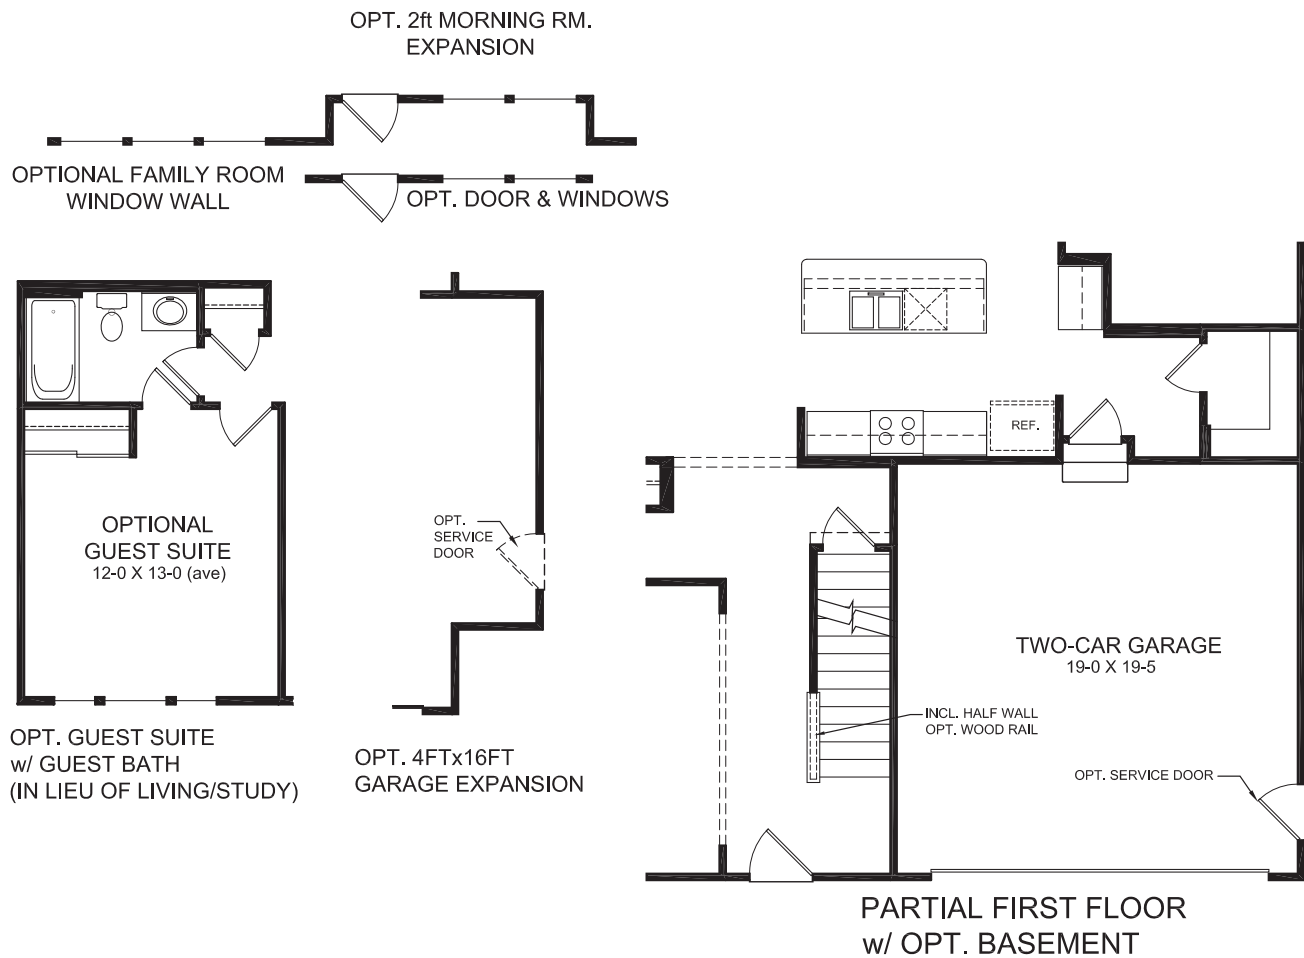 OPT. 2ft MORNING RM.
EXPANSION
OPTIONAL FAMILY ROOM
WINDOW WALL
OPT. DOOR & WINDOWS
REF.
OPTIONAL
GUEST SUITE
12-0 X 13-0 (ave)
OPT.
SERVICE
DOOR
TWO-CAR GARAGE
19-0 X 19-5
INCL. HALF WALL
OPT. WOOD RAIL
OPT. SERVICE DOOR
OPT. GUEST SUITE
w/ GUEST BATH
(IN LIEU OF LIVING/STUDY)
OPT. 4FTx16FT
GARAGE EXPANSION
PARTIAL FIRST FLOOR
w/ OPT. BASEMENT